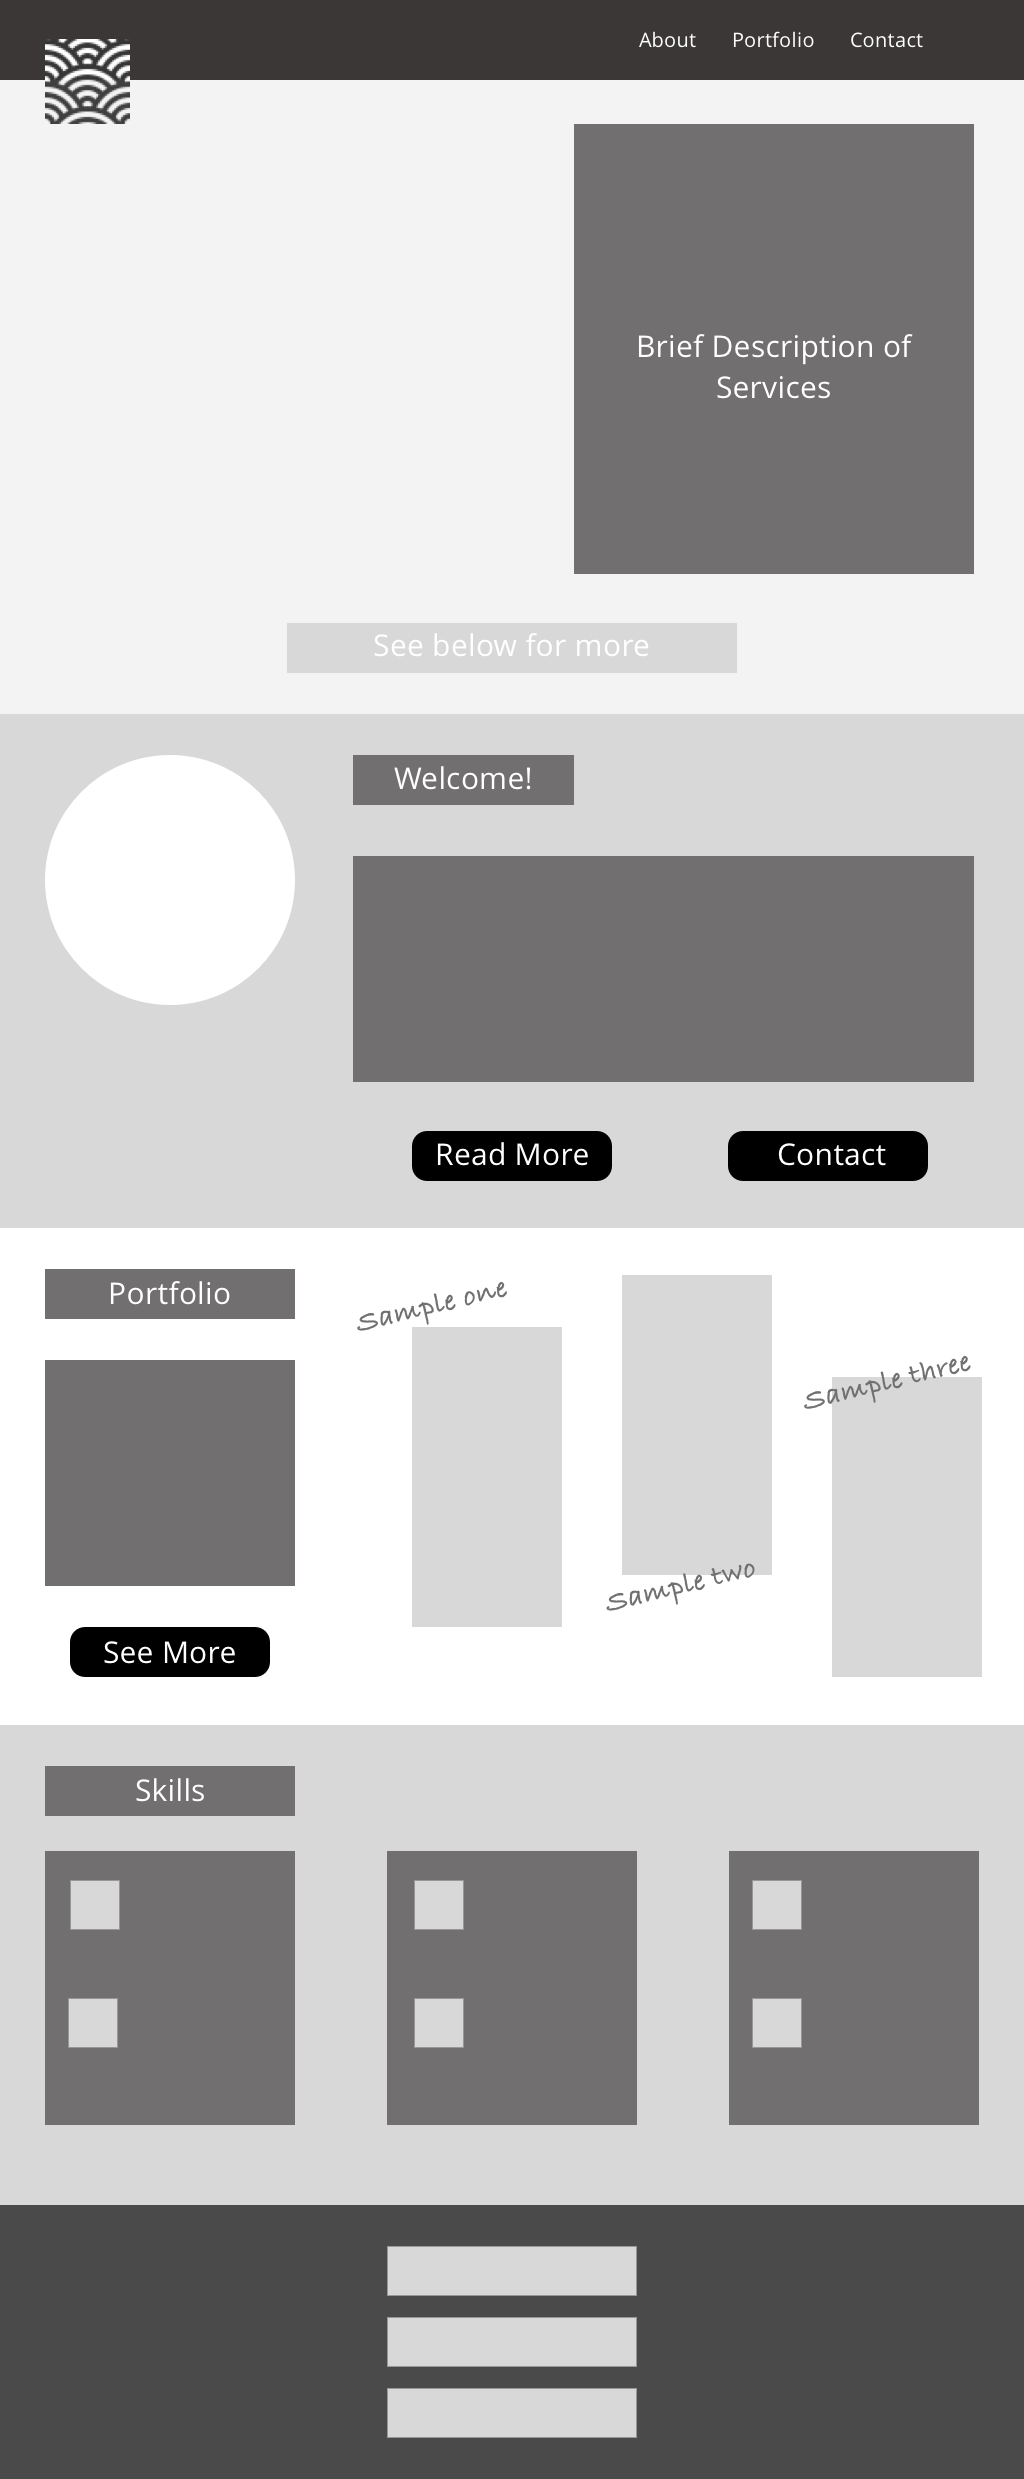 About
Portfolio
Contact
Brief Description of
Services
See below for more
Welcome!
Read More
Contact
Portfolio
Sample one
Sample three
Sample two
See More
Skills